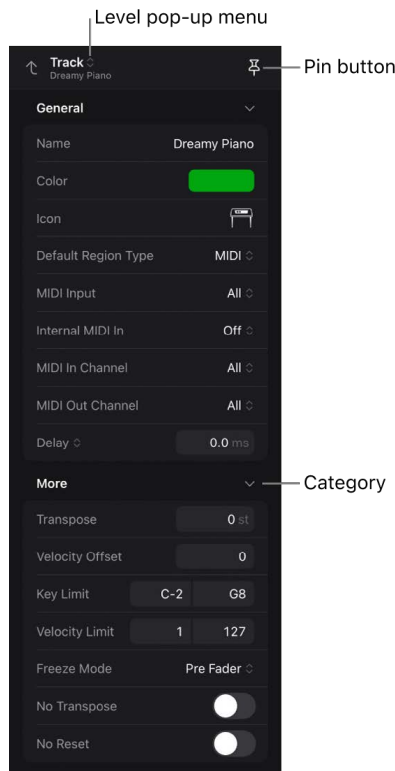 Level pop-up menu
Track
Dreamy Piano
Pin button
General
Name Dreamy Piano
Color
Icon
Default Region Type MIDI
MIDI Input All
Internal MIDI In Off
MIDI In Channel All
MIDI Out Channel All
Delay 0.0 ms
More
Category
Transpose 0 st
Velocity Offset 0
Key Limit C-2 G8
Velocity Limit 1 127
Freeze Mode Pre Fader
No Transpose
No Reset